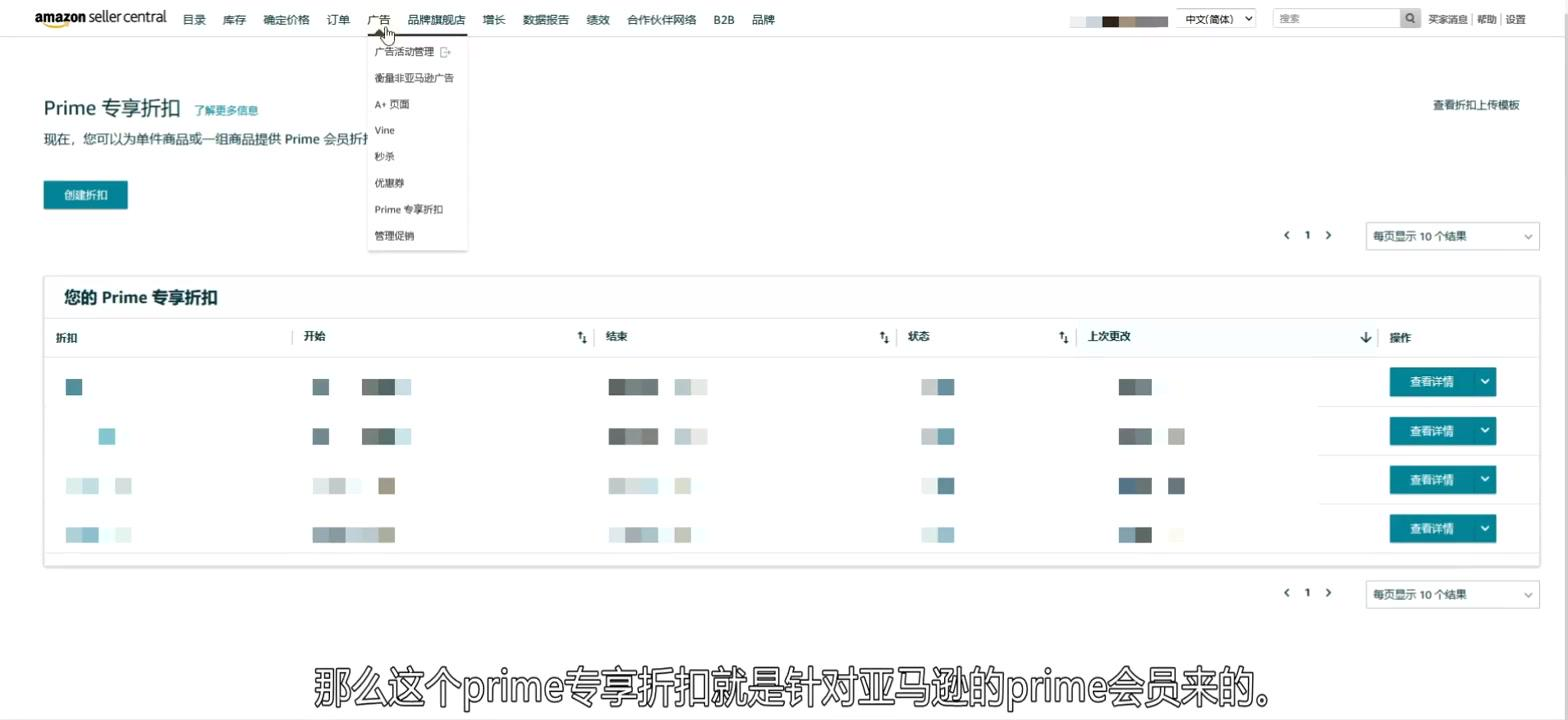 amazon seller central 目录 库存 确定价格 订单 广告 品牌旗舰店 增长 数据报告 绩效 合作伙伴网络 B2B 品牌 中文(简体) 搜索 买家消息 | 帮助 | 设置
广告活动管理
衡量非亚马逊广告
A+ 页面
Vine
秒杀
优惠券
Prime 专享折扣
管理促销
Prime 专享折扣 了解更多信息 查看折扣上传模板
现在，您可以为单件商品或一组商品提供 Prime 会员折
创建折扣
1 每页显示 10 个结果
您的 Prime 专享折扣
折扣 开始 结束 状态 上次更改 操作
查看详情
查看详情
查看详情
查看详情
1 每页显示 10 个结果
那么这个prime专享折扣就是针对亚马逊的prime会员来的。